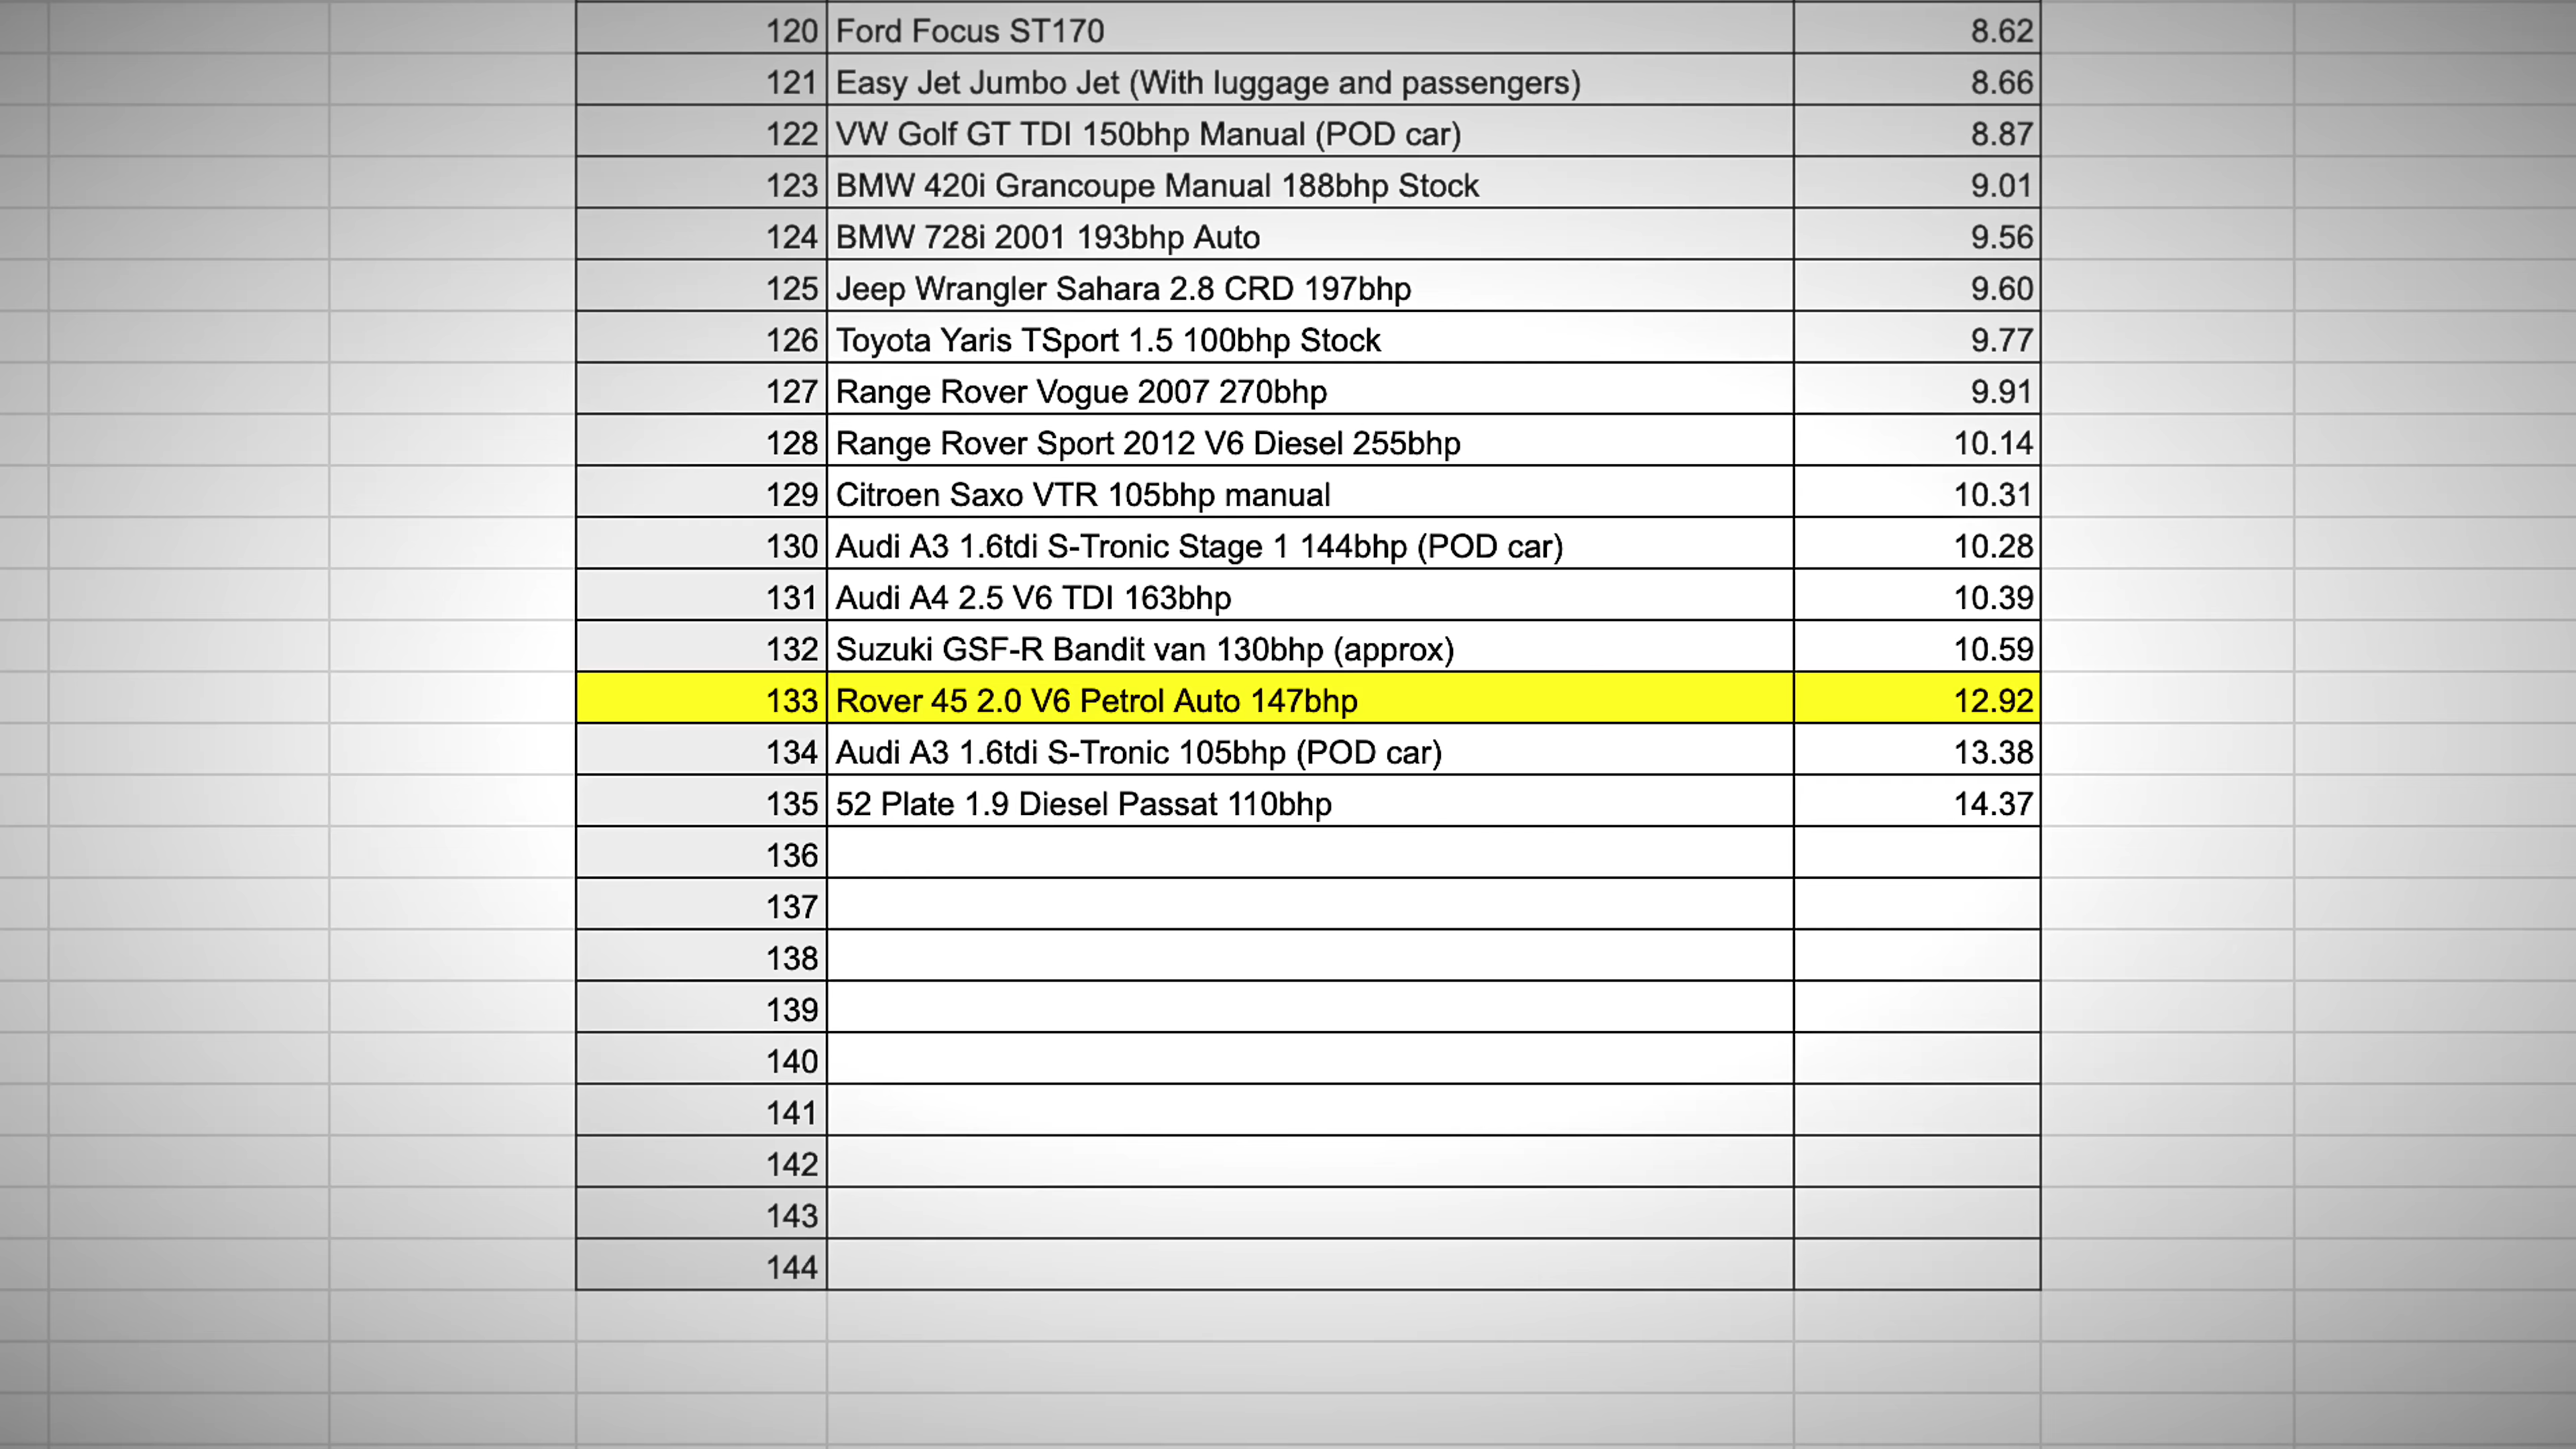 120 Ford Focus ST170 8.62
121 Easy Jet Jumbo Jet (With luggage and passengers) 8.66
122 VW Golf GT TDI 150bhp Manual (POD car) 8.87
123 BMW 420i Grancoupe Manual 188bhp Stock 9.01
124 BMW 728i 2001 193bhp Auto 9.56
125 Jeep Wrangler Sahara 2.8 CRD 197bhp 9.60
126 Toyota Yaris TSport 1.5 100bhp Stock 9.77
127 Range Rover Vogue 2007 270bhp 9.91
128 Range Rover Sport 2012 V6 Diesel 255bhp 10.14
129 Citroen Saxo VTR 105bhp manual 10.31
130 Audi A3 1.6tdi S-Tronic Stage 1 144bhp (POD car) 10.28
131 Audi A4 2.5 V6 TDI 163bhp 10.39
132 Suzuki GSF-R Bandit van 130bhp (approx) 10.59
133 Rover 45 2.0 V6 Petrol Auto 147bhp 12.92
134 Audi A3 1.6tdi S-Tronic 105bhp (POD car) 13.38
135 52 Plate 1.9 Diesel Passat 110bhp 14.37
136
137
138
139
140
141
142
143
144